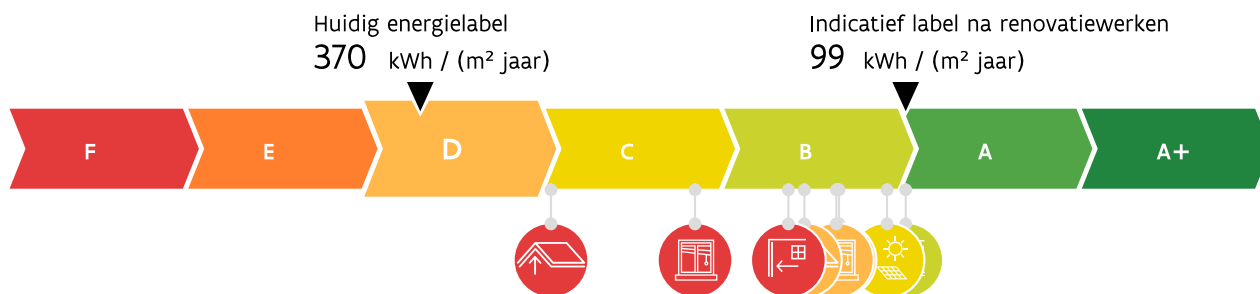 Huidig energielabel
370 kWh / (m² jaar)
Indicatief label na renovatiewerken
99 kWh / (m² jaar)
F E D C B A A+